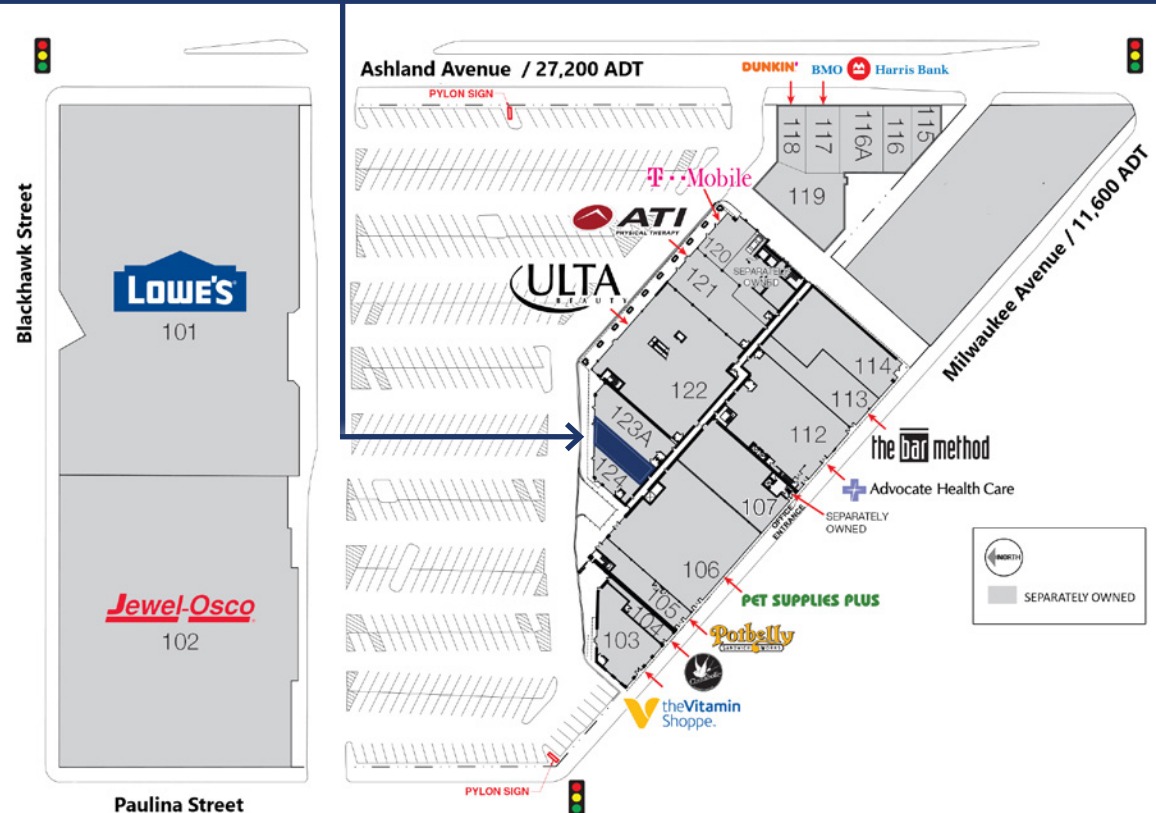 Ashland Avenue / 27,200 ADT
PYLON SIGN
DUNKIN'
BMO Harris Bank
118
117
116A
116
115
119
T··Mobile
ATI
PHYSICAL THERAPY
ULTA
BEAUTY
120
SEPARATELY
OWNED
121
122
123A
124
114
113
112
107
106
105
104
103
Blackhawk Street
LOWE'S
101
Jewel-Osco
102
Paulina Street
Milwaukee Avenue / 11,600 ADT
the bar method
Advocate Health Care
SEPARATELY
OWNED
OFFICE
ENTRANCE
PET SUPPLIES PLUS
Potbelly
SANDWICH WORKS
theVitamin
Shoppe.
PYLON SIGN
NORTH
SEPARATELY OWNED